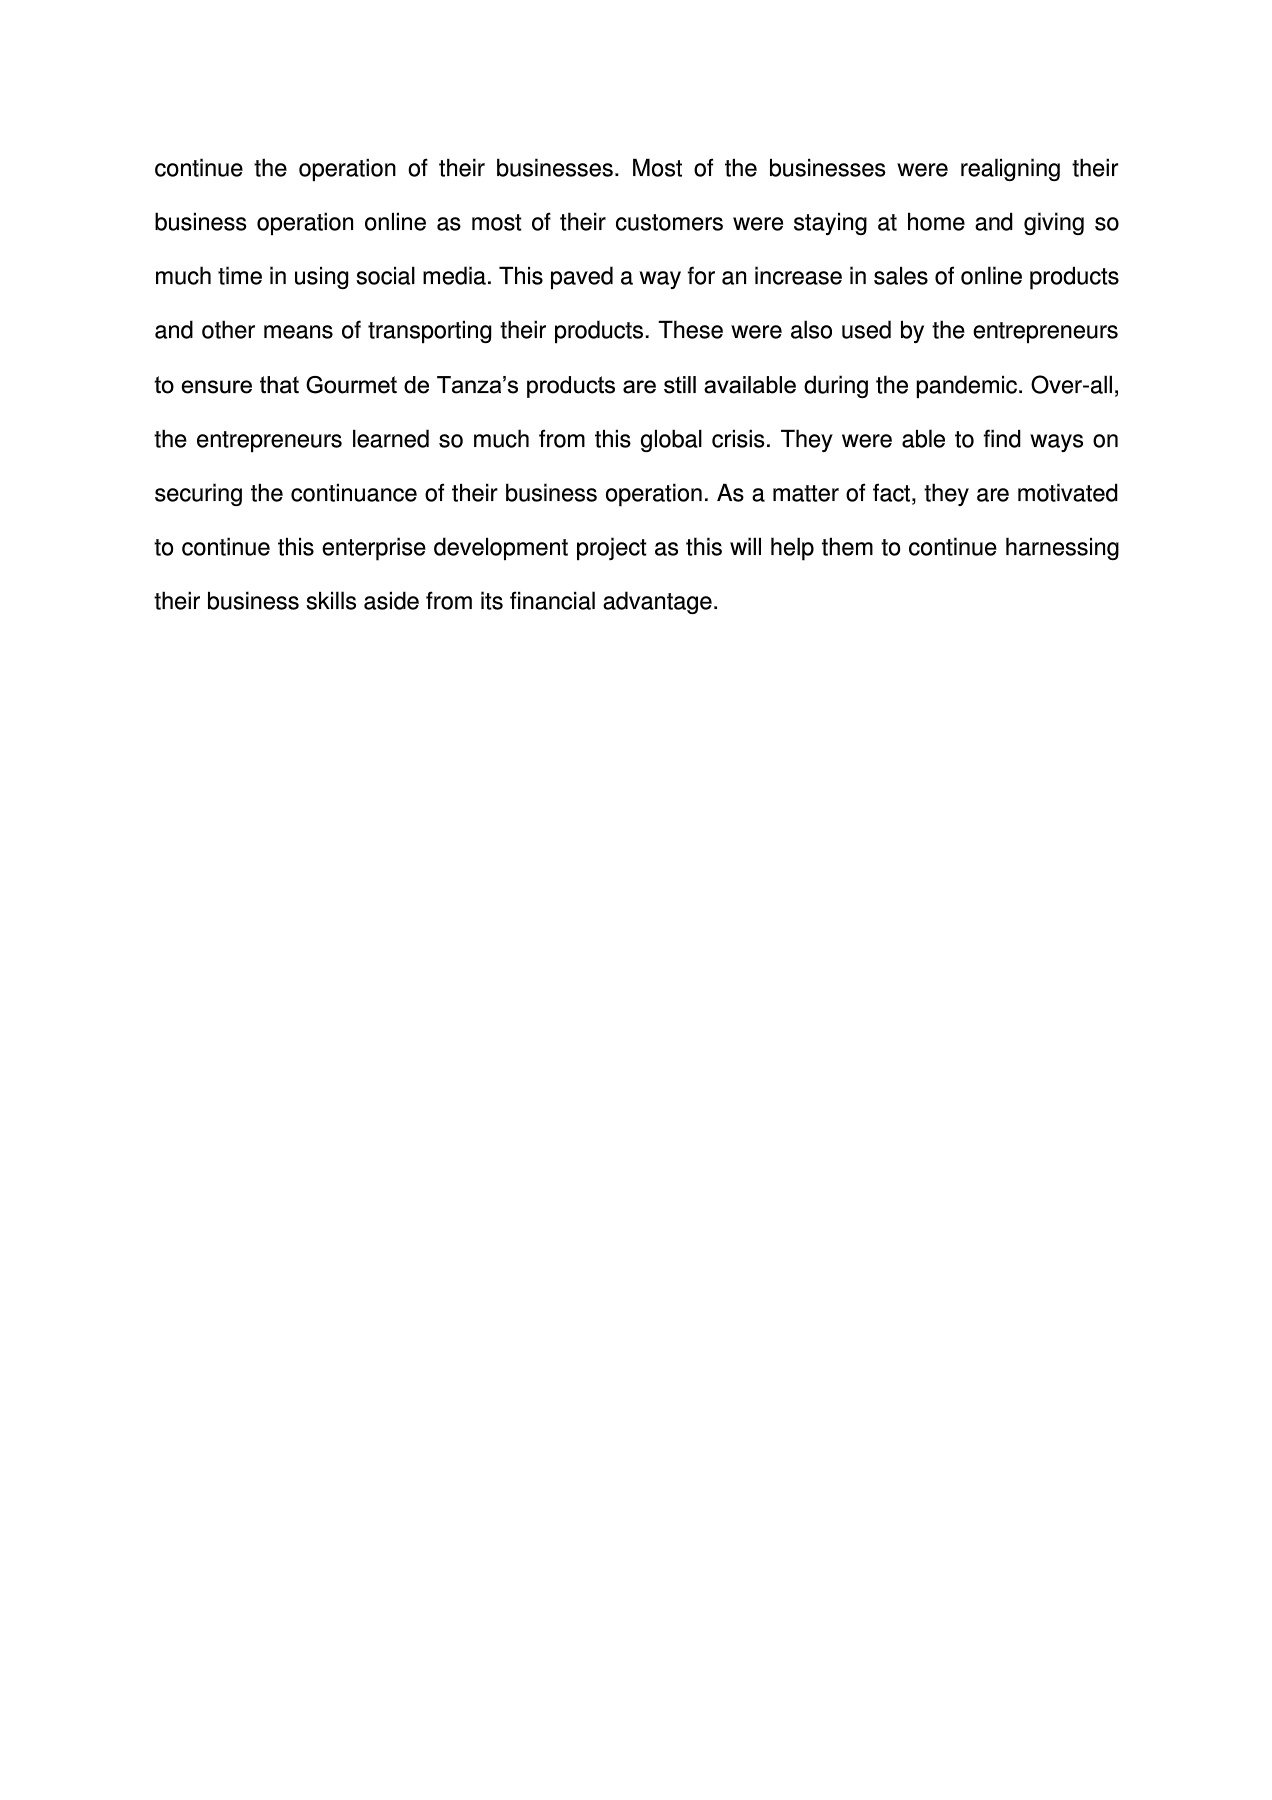 continue the operation of their businesses. Most of the businesses were realigning their
business operation online as most of their customers were staying at home and giving so
much time in using social media. This paved a way for an increase in sales of online products
and other means of transporting their products. These were also used by the entrepreneurs
to ensure that Gourmet de Tanza’s products are still available during the pandemic. Over-all,
the entrepreneurs learned so much from this global crisis. They were able to find ways on
securing the continuance of their business operation. As a matter of fact, they are motivated
to continue this enterprise development project as this will help them to continue harnessing
their business skills aside from its financial advantage.